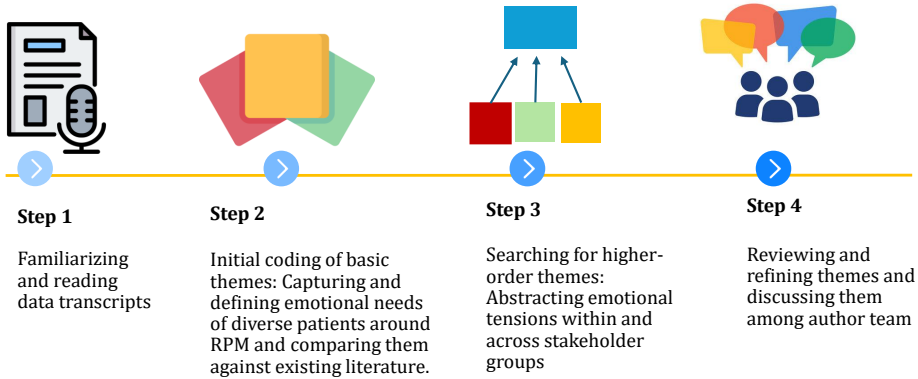 Step 1
Familiarizing
and reading
data transcripts
Step 2
Initial coding of basic
themes: Capturing and
defining emotional needs
of diverse patients around
RPM and comparing them
against existing literature.
Step 3
Searching for higher-
order themes:
Abstracting emotional
tensions within and
across stakeholder
groups
Step 4
Reviewing and
refining themes and
discussing them
among author team